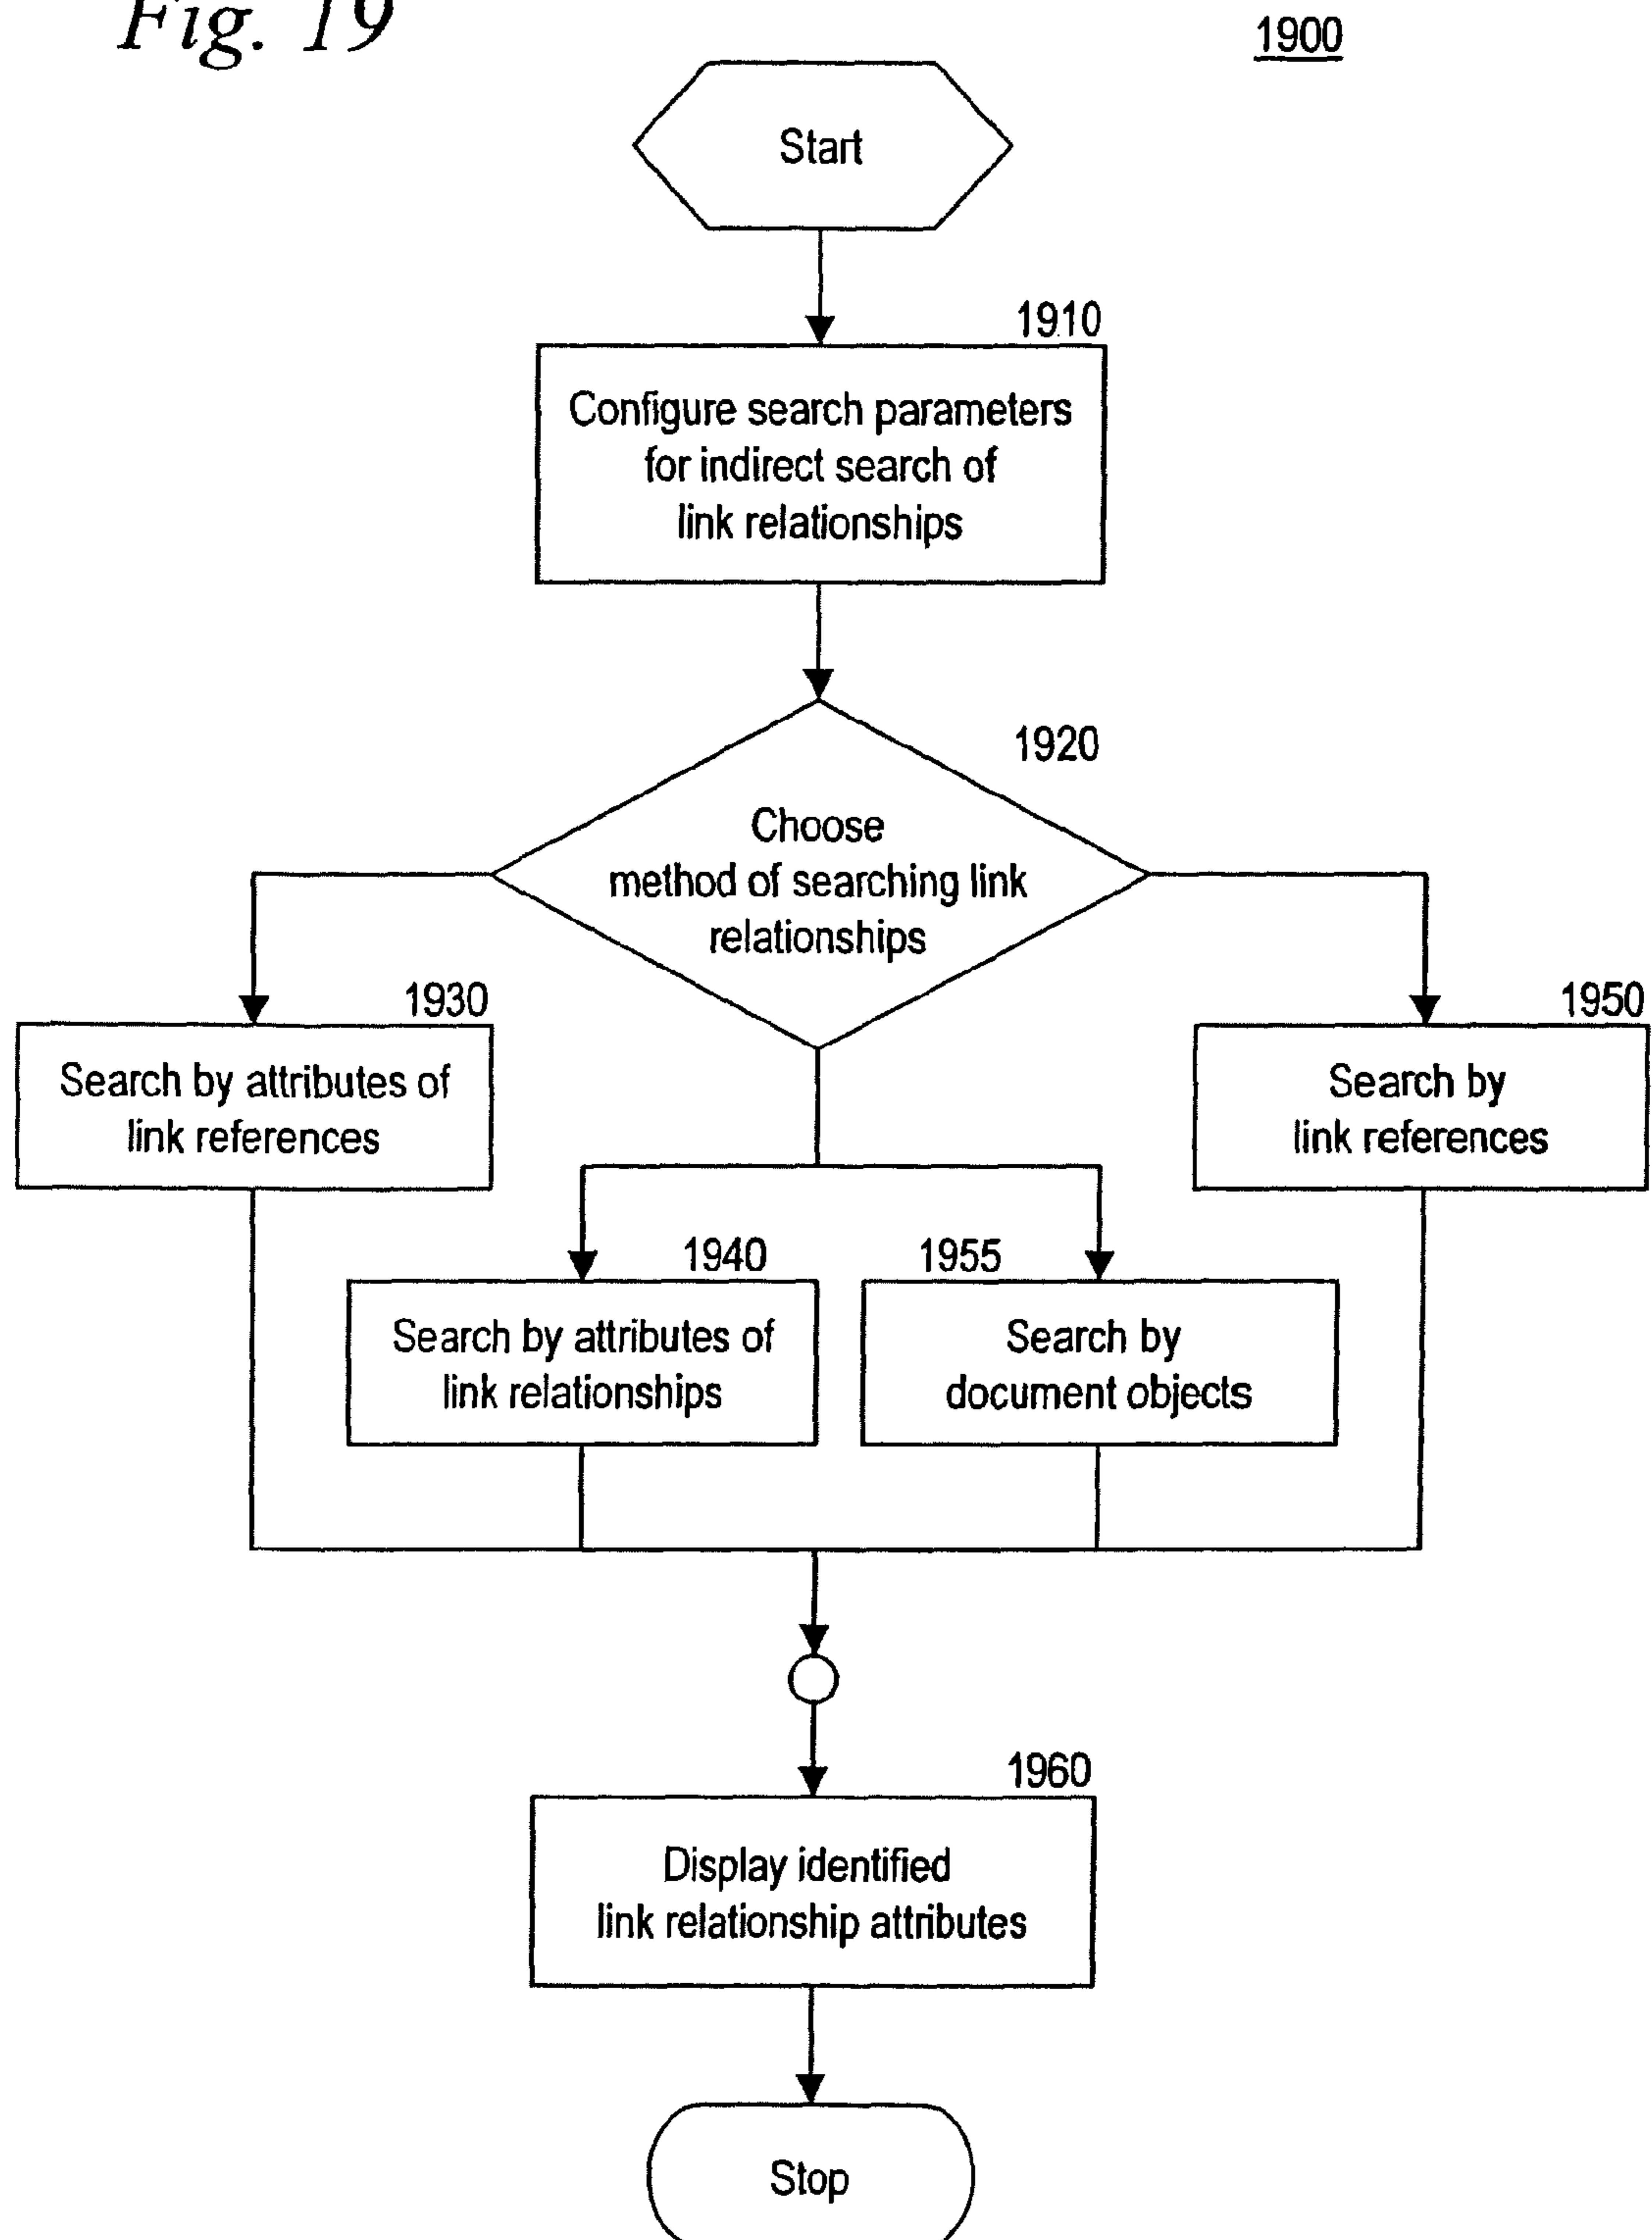 Fig. 19
1900
Start
1910
Configure search parameters
for indirect search of
link relationships
1920
Choose
method of searching link
relationships
1930
Search by attributes of
link references
1950
Search by
link references
1940
Search by attributes of
link relationships
1955
Search by
document objects
1960
Display identified
link relationship attributes
Stop